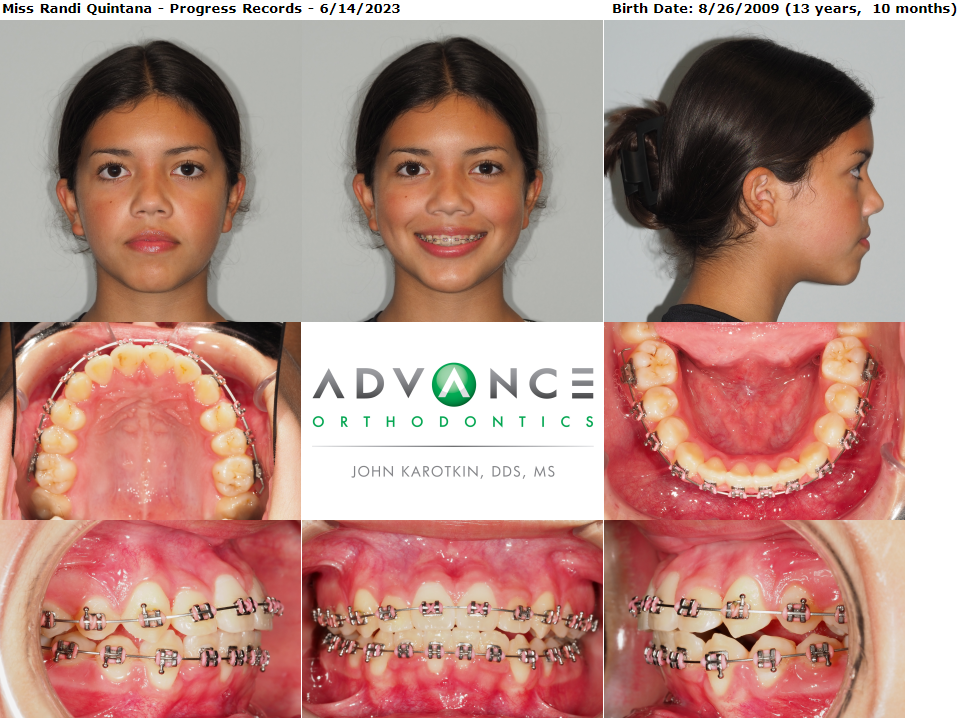 Miss Randi Quintana - Progress Records - 6/14/2023 Birth Date: 8/26/2009 (13 years,  10 months)
ADVANCE
ORTHODONTICS
JOHN KAROTKIN, DDS, MS